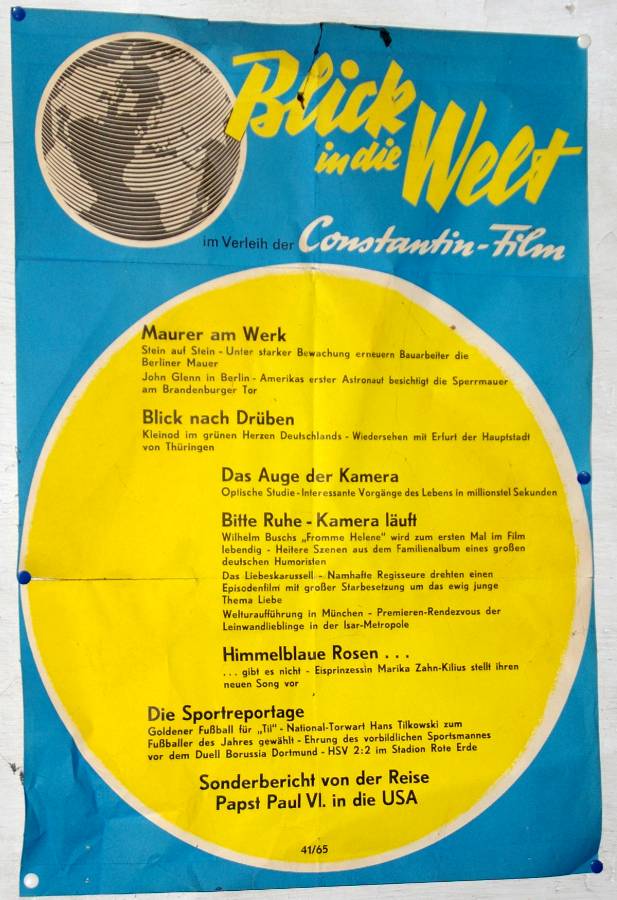 Blick
in die Welt
im Verleih der Constantin-Film
Maurer am Werk
Stein auf Stein - Unter starker Bewachung erneuern Bauarbeiter die
Berliner Mauer
John Glenn in Berlin - Amerikas erster Astronaut besichtigt die Sperrmauer
am Brandenburger Tor
Blick nach Drüben
Kleinod im grünen Herzen Deutschlands - Wiedersehen mit Erfurt der Hauptstadt
von Thüringen
Das Auge der Kamera
Optische Studie - Interessante Vorgänge des Lebens in millionstel Sekunden
Bitte Ruhe - Kamera läuft
Wilhelm Buschs „Fromme Helene" wird zum ersten Mal im Film
lebendig - Heitere Szenen aus dem Familienalbum eines großen
deutschen Humoristen
Das Liebeskarussell - Namhafte Regisseure drehten einen
Episodenfilm mit großer Starbesetzung um das ewig junge
Thema Liebe
Welturaufführung in München - Premieren-Rendezvous der
Leinwandlieblinge in der Isar-Metropole
Himmelblaue Rosen . . .
. . . gibt es nicht - Eisprinzessin Marika Zahn-Kilius stellt ihren
neuen Song vor
Die Sportreportage
Goldener Fußball für „Til" - National-Torwart Hans Tilkowski zum
Fußballer des Jahres gewählt - Ehrung des vorbildlichen Sportsmannes
vor dem Duell Borussia Dortmund - HSV 2:2 im Stadion Rote Erde
Sonderbericht von der Reise
Papst Paul VI. in die USA
41/65